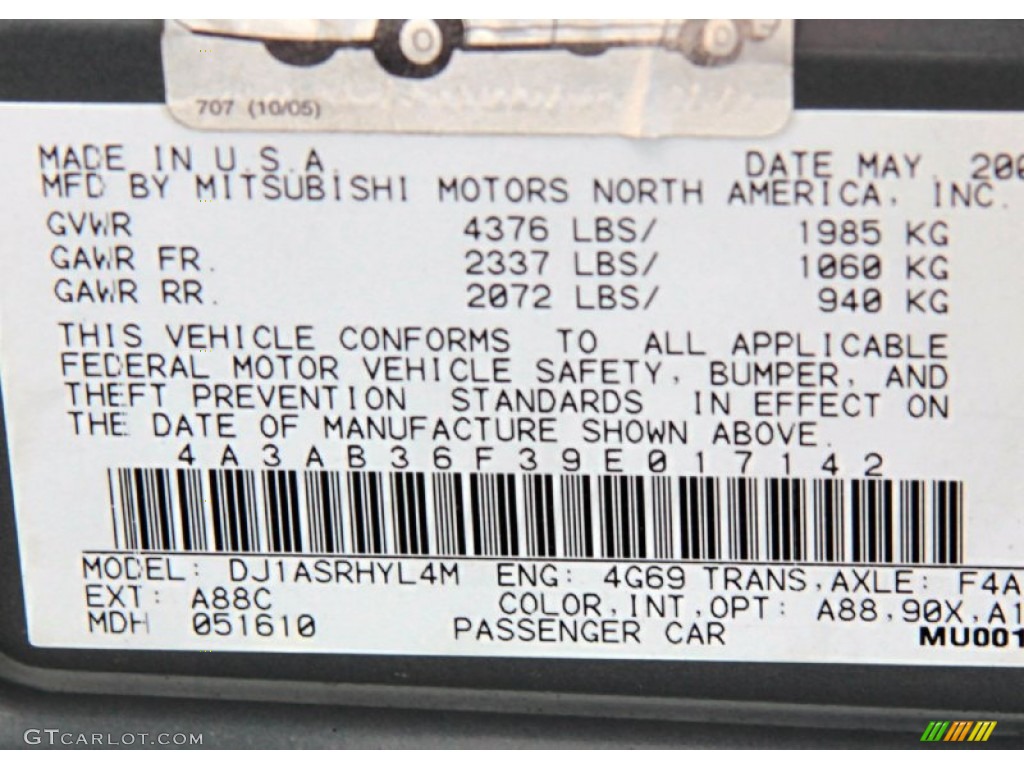 707 (10/05)
MADE IN U.S.A. DATE MAY. 200
MFD BY MITSUBISHI MOTORS NORTH AMERICA, INC.
GVWR 4376 LBS/ 1985 KG
GAWR FR. 2337 LBS/ 1060 KG
GAWR RR. 2072 LBS/ 940 KG
THIS VEHICLE CONFORMS TO ALL APPLICABLE
FEDERAL MOTOR VEHICLE SAFETY, BUMPER, AND
THEFT PREVENTION STANDARDS IN EFFECT ON
THE DATE OF MANUFACTURE SHOWN ABOVE.
4A3AB36F39E017142
MODEL: DJ1ASRHYL4M ENG: 4G69 TRANS,AXLE: F4A
EXT: A88C COLOR,INT,OPT: A88,90X,A1
MDH 051610 PASSENGER CAR MU001
GTCARLOT.COM